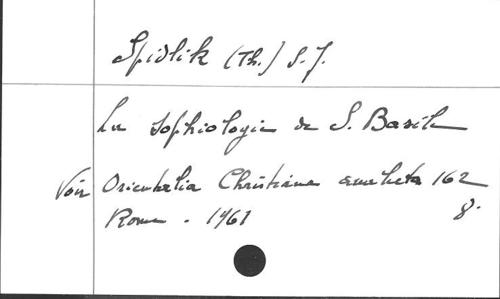 Spidlik (Th.) S.J.
La Sophiologie de S. Basile
Voir Orientalia Christiana analecta 162
Rome - 1961 8.